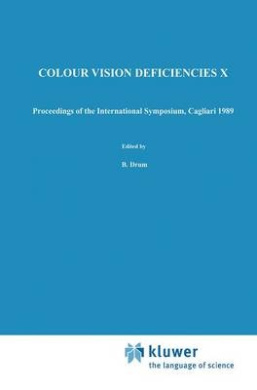 COLOUR VISION DEFICIENCIES X
Proceedings of the International Symposium, Cagliari 1989
Edited by
B. Drum
kluwer
the language of science